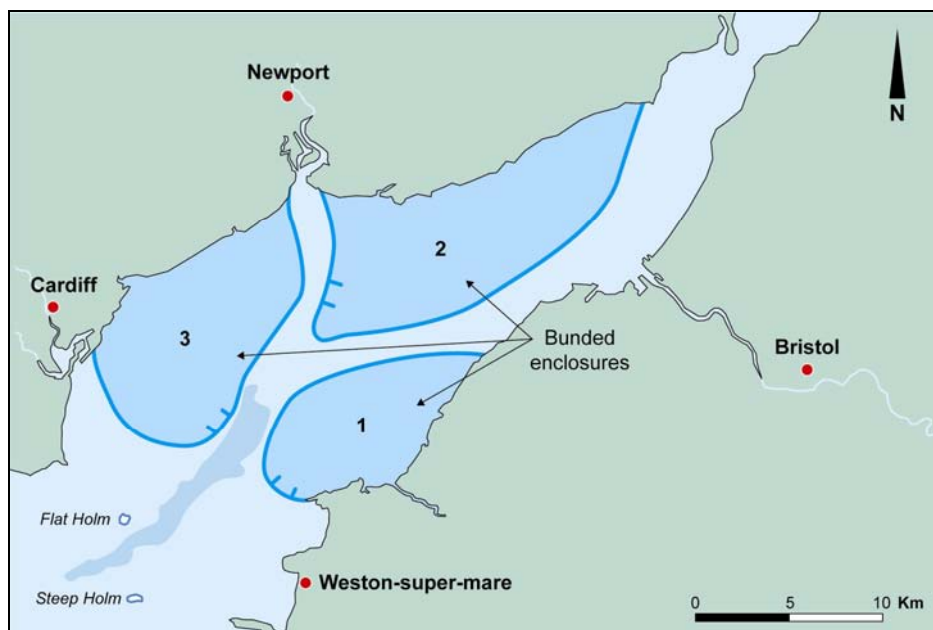 Newport
N
2
Cardiff
3
Bunded
enclosures
Bristol
1
Flat Holm
Steep Holm
Weston-super-mare
0 5 10 Km